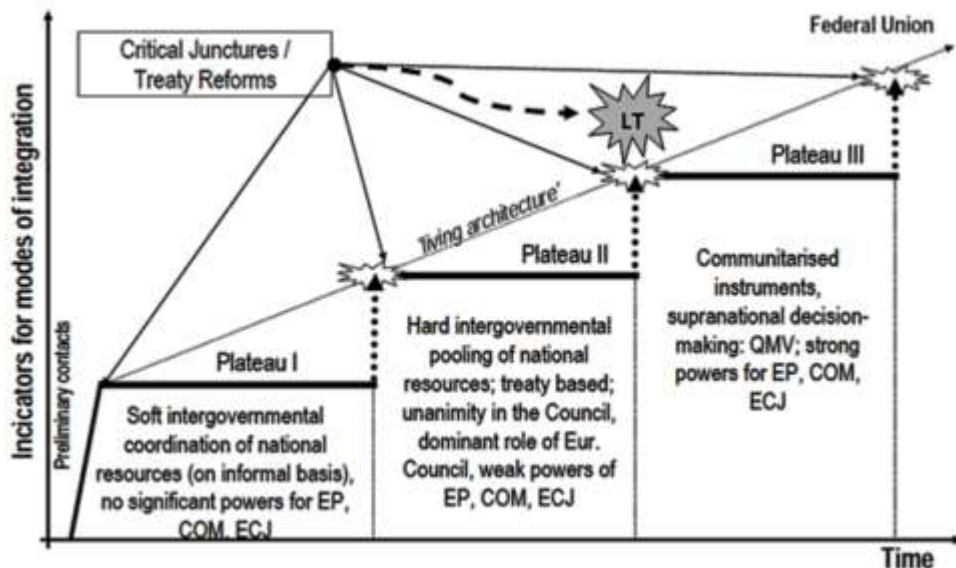 Federal Union
Critical Junctures /
Treaty Reforms
LT
Plateau III
'living architecture'
Plateau II
Communitarised
instruments,
supranational decision-
making: QMV; strong
powers for EP, COM,
ECJ
Hard intergovernmental
pooling of national
resources; treaty based;
unanimity in the Council,
dominant role of Eur.
Council, weak powers of
EP, COM, ECJ
Plateau I
Soft intergovernmental
coordination of national
resources (on informal basis),
no significant powers for EP,
COM, ECJ
Preliminary contacts
Incicators for modes of integration
Time